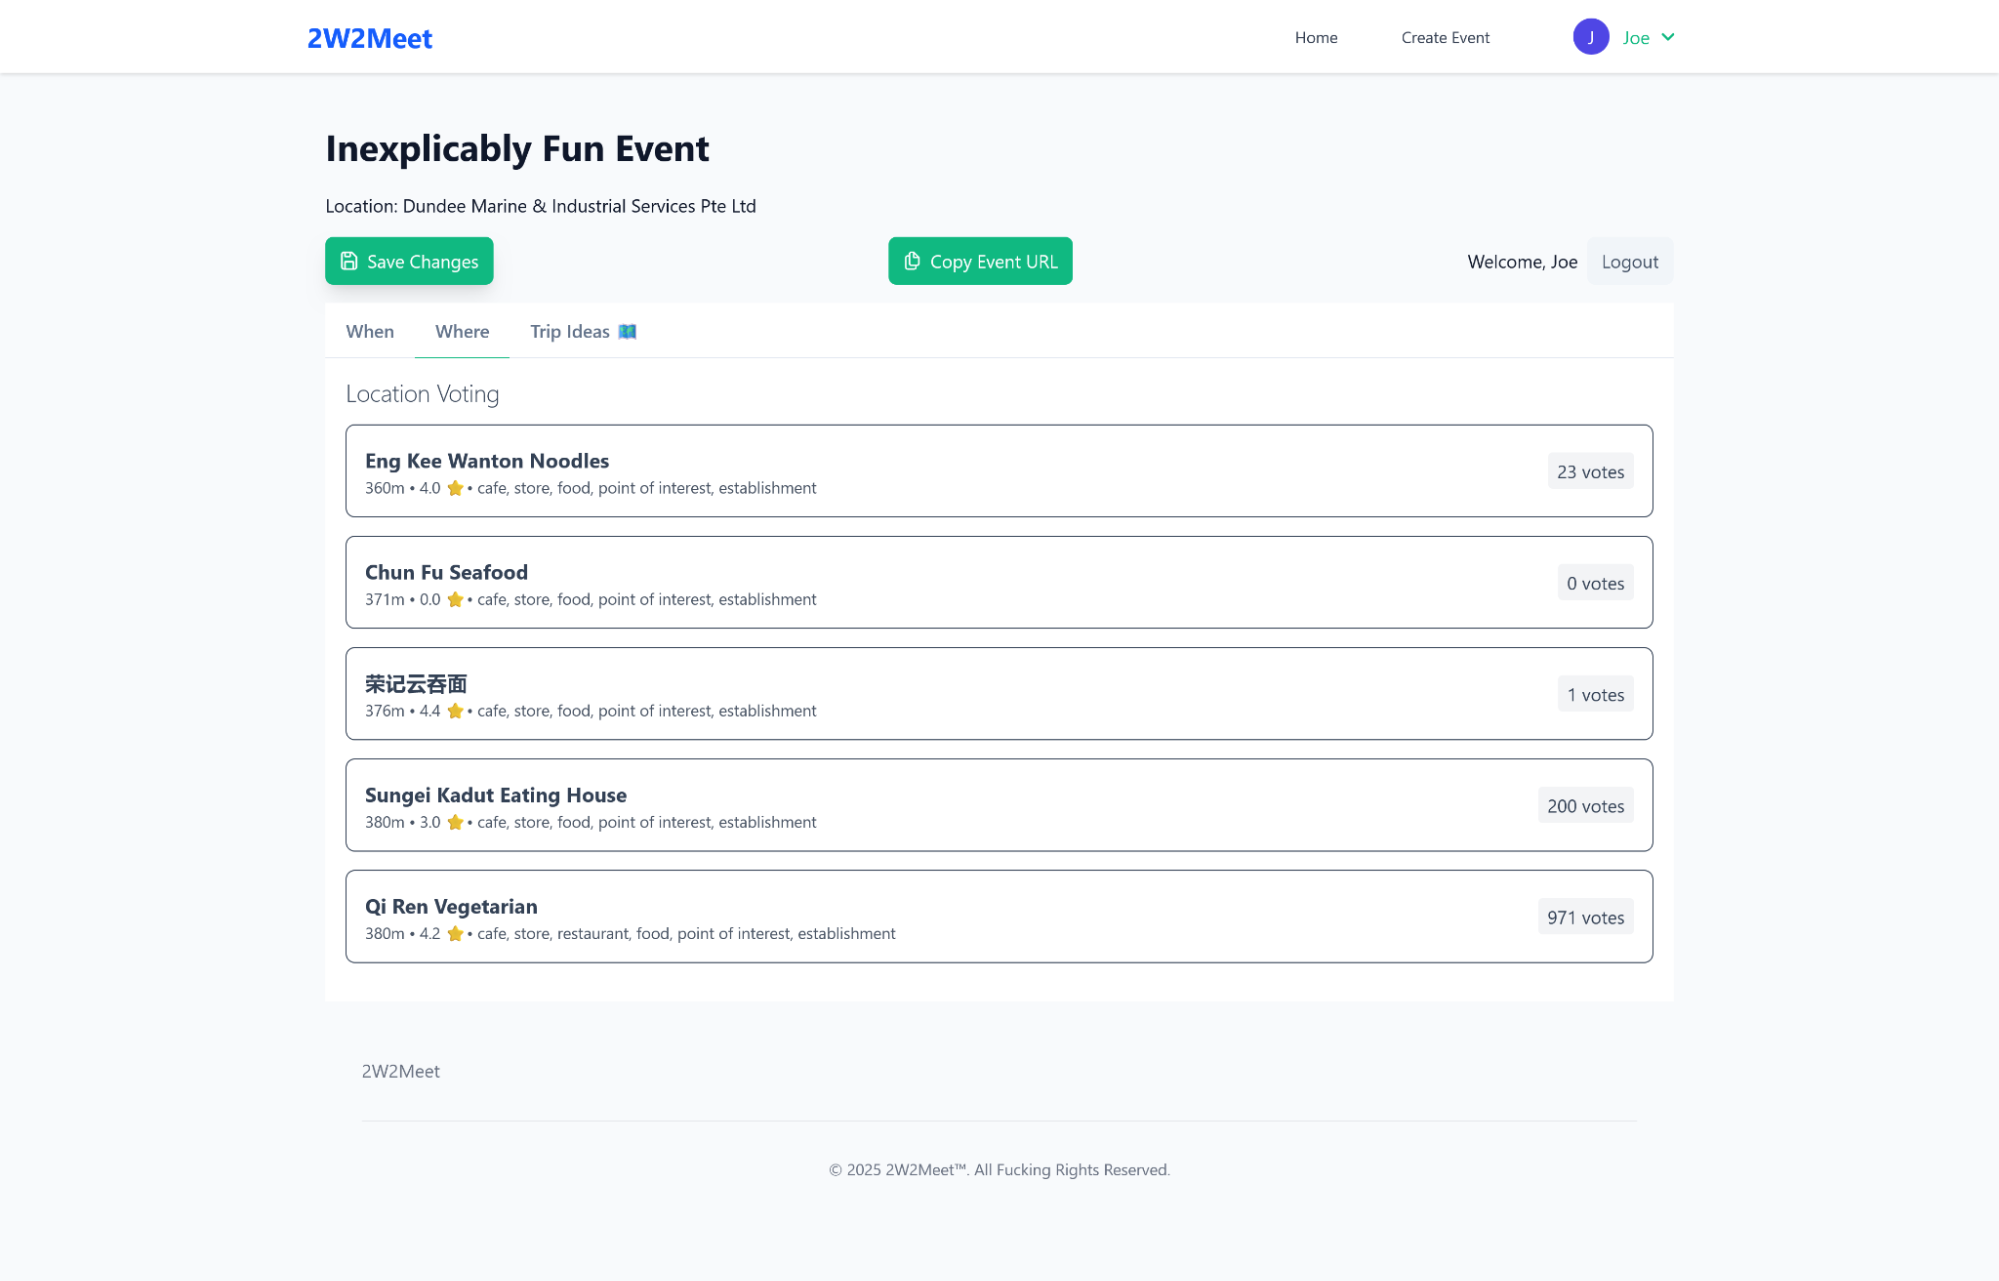 2W2Meet
Home
Create Event
J
Joe
Inexplicably Fun Event
Location: Dundee Marine & Industrial Services Pte Ltd
Save Changes
Copy Event URL
Welcome, Joe
Logout
When
Where
Trip Ideas 🗺️
Location Voting
Eng Kee Wanton Noodles
360m • 4.0 ⭐ • cafe, store, food, point of interest, establishment
23 votes
Chun Fu Seafood
371m • 0.0 ⭐ • cafe, store, food, point of interest, establishment
0 votes
荣记云吞面
376m • 4.4 ⭐ • cafe, store, food, point of interest, establishment
1 votes
Sungei Kadut Eating House
380m • 3.0 ⭐ • cafe, store, food, point of interest, establishment
200 votes
Qi Ren Vegetarian
380m • 4.2 ⭐ • cafe, store, restaurant, food, point of interest, establishment
971 votes
2W2Meet
© 2025 2W2Meet™. All Fucking Rights Reserved.